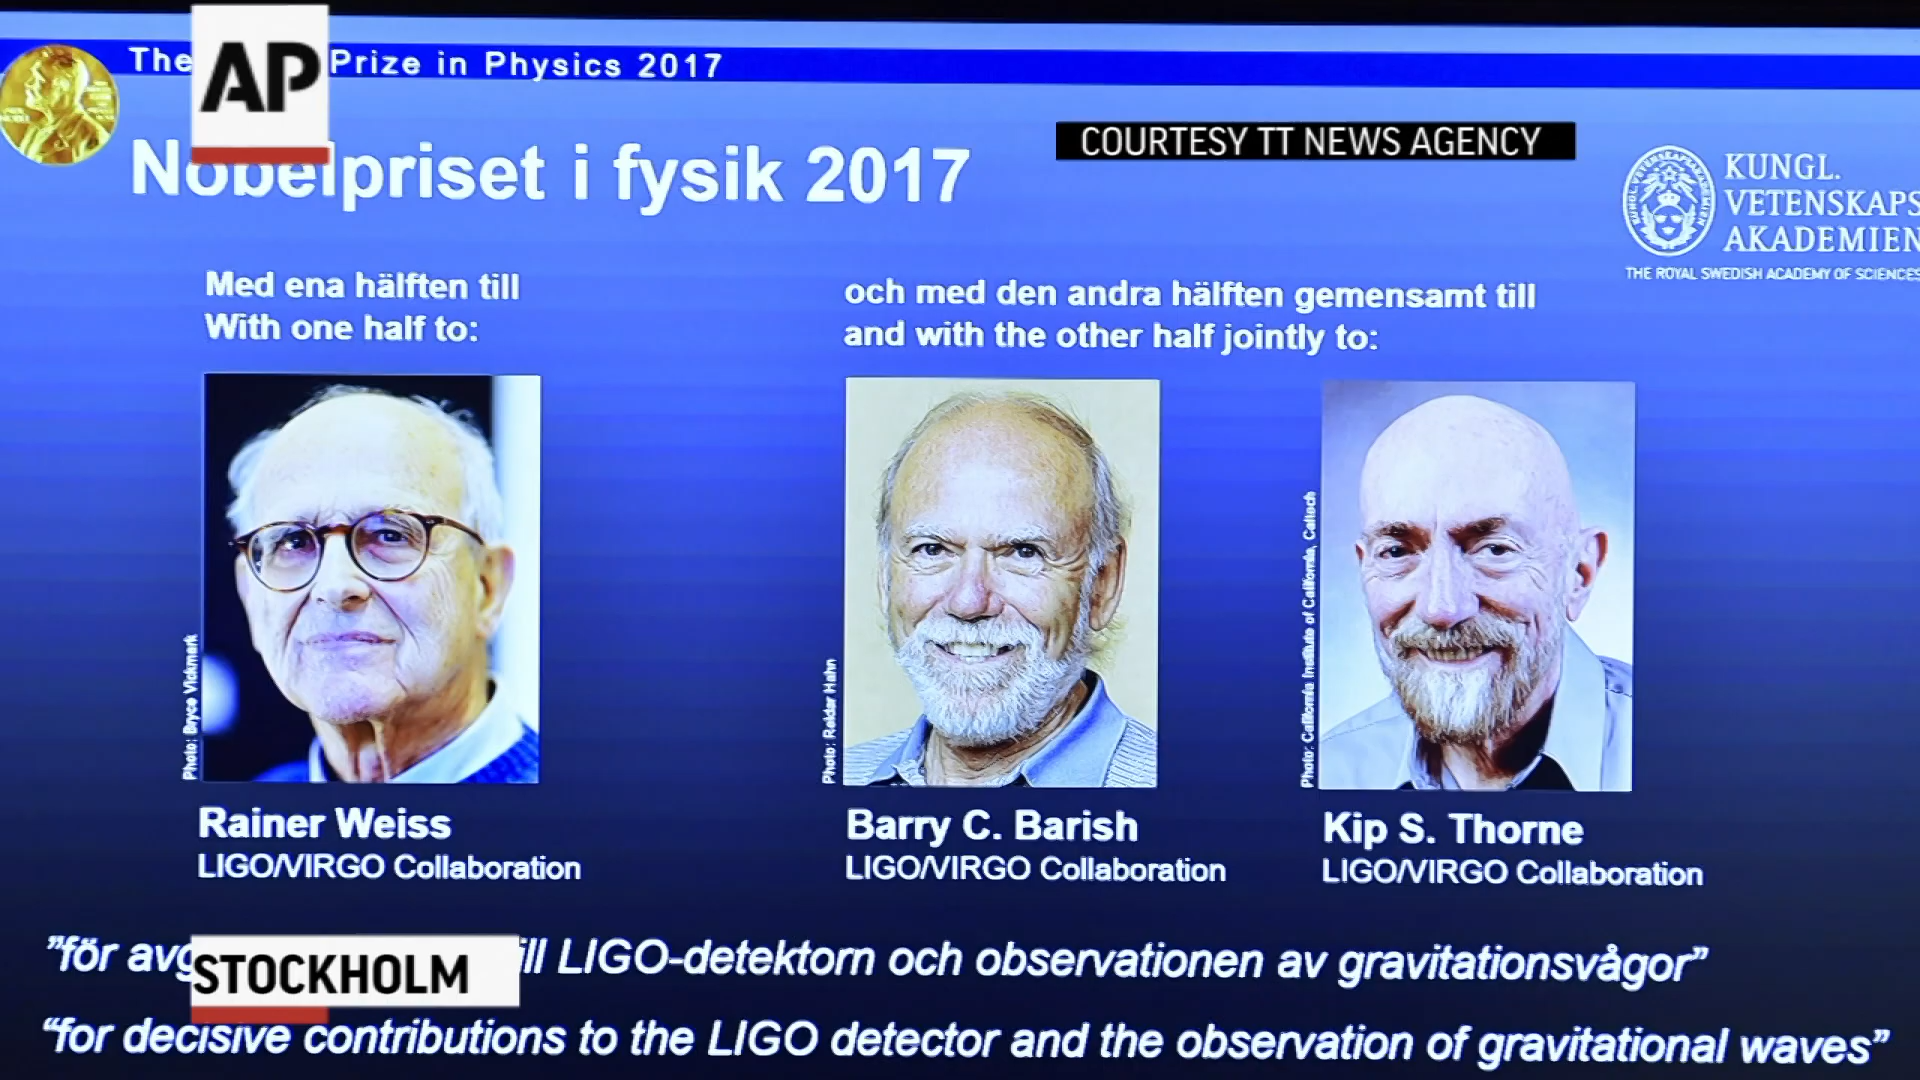 The Prize in Physics 2017
AP
COURTESY TT NEWS AGENCY
Nobelpriset i fysik 2017
KUNGL.
VETENSKAPS
AKADEMIEN
THE ROYAL SWEDISH ACADEMY OF SCIENCES
Med ena hälften till
With one half to:
och med den andra hälften gemensamt till
and with the other half jointly to:
Photo: Bryce Vickmark
Photo: Reidar Hahn
Photo: California Institute of California, Caltech
Rainer Weiss
LIGO/VIRGO Collaboration
Barry C. Barish
LIGO/VIRGO Collaboration
Kip S. Thorne
LIGO/VIRGO Collaboration
”för LIGO-detektorn och observationen av gravitationsvågor”
STOCKHOLM
“for decisive contributions to the LIGO detector and the observation of gravitational waves”